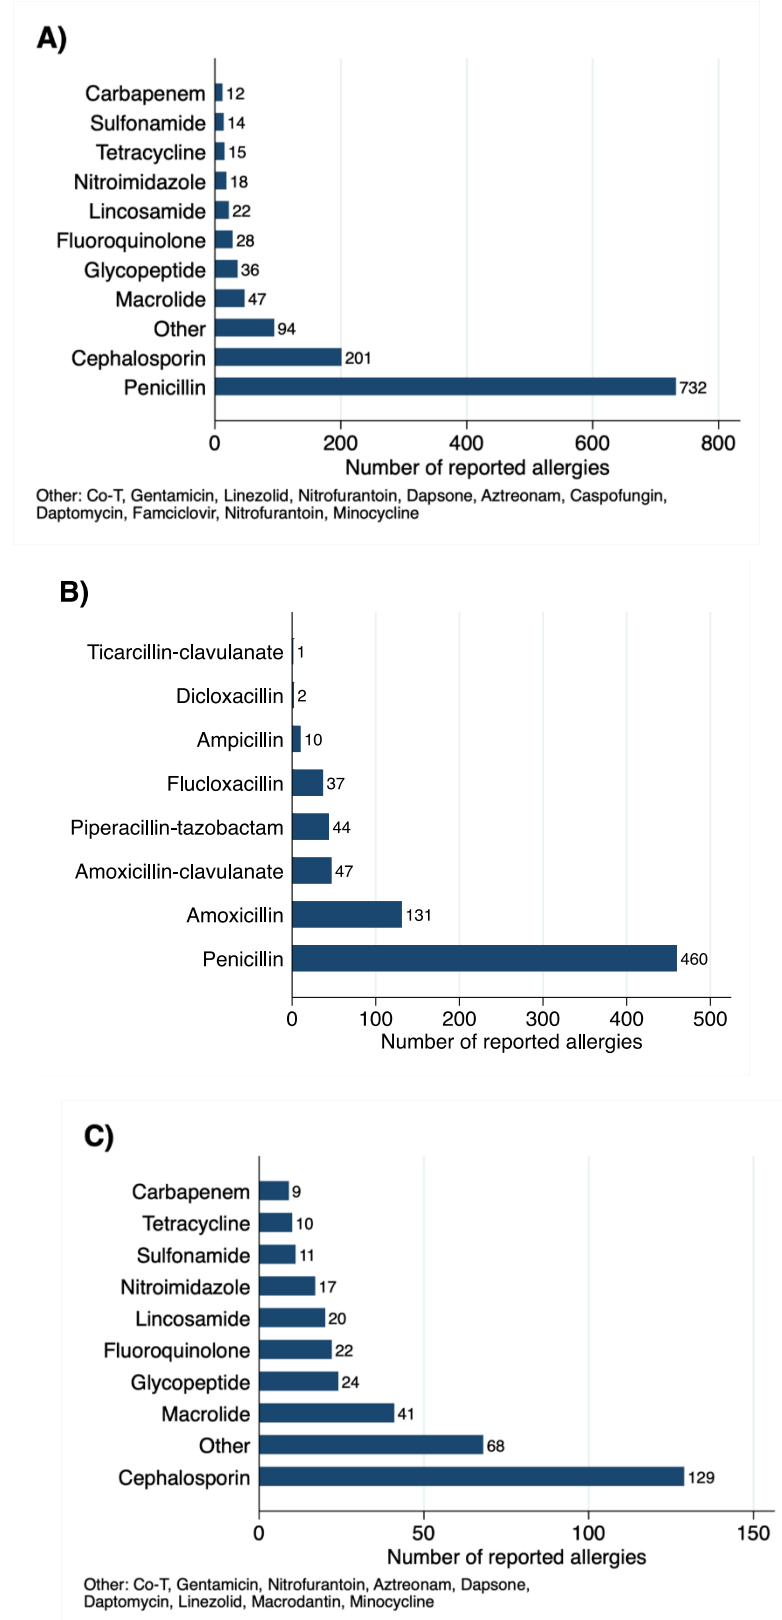 A)
Carbapenem 12
Sulfonamide 14
Tetracycline 15
Nitroimidazole 18
Lincosamide 22
Fluoroquinolone 28
Glycopeptide 36
Macrolide 47
Other 94
Cephalosporin 201
Penicillin 732
0 200 400 600 800
Number of reported allergies
Other: Co-T, Gentamicin, Linezolid, Nitrofurantoin, Dapsone, Aztreonam, Caspofungin,
Daptomycin, Famciclovir, Nitrofurantoin, Minocycline
B)
Ticarcillin-clavulanate 1
Dicloxacillin 2
Ampicillin 10
Flucloxacillin 37
Piperacillin-tazobactam 44
Amoxicillin-clavulanate 47
Amoxicillin 131
Penicillin 460
0 100 200 300 400 500
Number of reported allergies
C)
Carbapenem 9
Tetracycline 10
Sulfonamide 11
Nitroimidazole 17
Lincosamide 20
Fluoroquinolone 22
Glycopeptide 24
Macrolide 41
Other 68
Cephalosporin 129
0 50 100 150
Number of reported allergies
Other: Co-T, Gentamicin, Nitrofurantoin, Aztreonam, Dapsone,
Daptomycin, Linezolid, Macrodantin, Minocycline